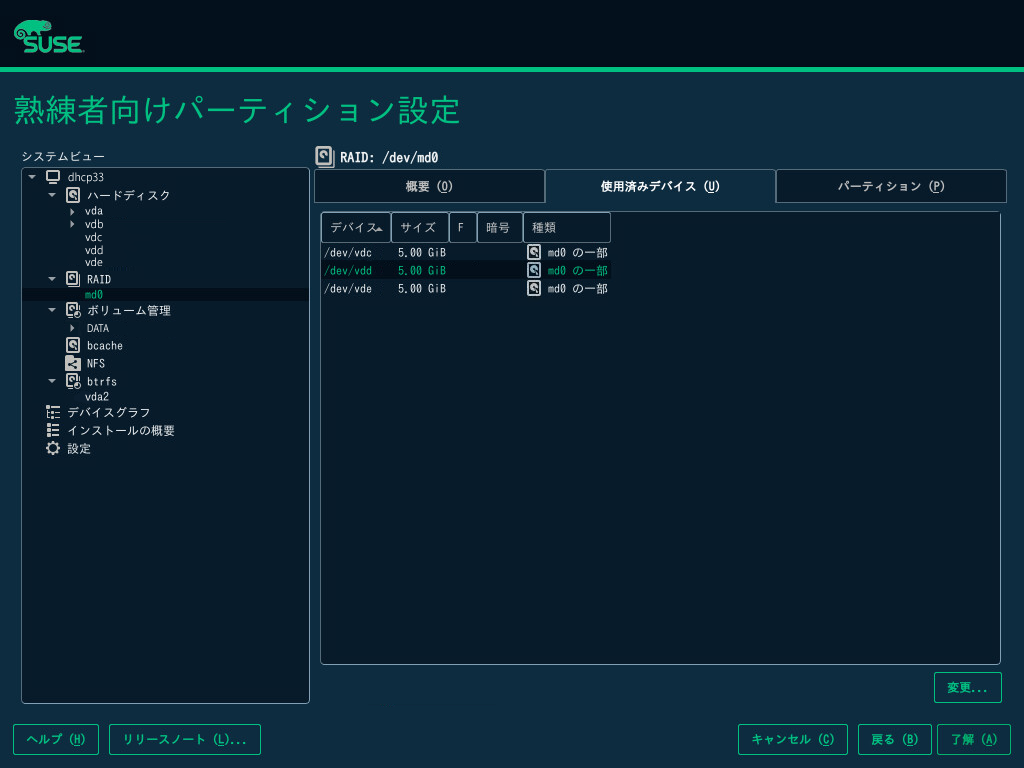 SUSE
熟練者向けパーティション設定
システムビュー
dhcp33
ハードディスク
vda
vdb
vdc
vdd
vde
RAID
md0
ボリューム管理
DATA
bcache
NFS
btrfs
vda2
デバイスグラフ
インストールの概要
設定
RAID: /dev/md0
概要 (O) 使用済みデバイス (U) パーティション (P)
デバイス サイズ F 暗号 種類
/dev/vdc 5.00 GiB md0 の一部
/dev/vdd 5.00 GiB md0 の一部
/dev/vde 5.00 GiB md0 の一部
変更...
ヘルプ (H) リリースノート (L)... キャンセル (C) 戻る (B) 了解 (A)